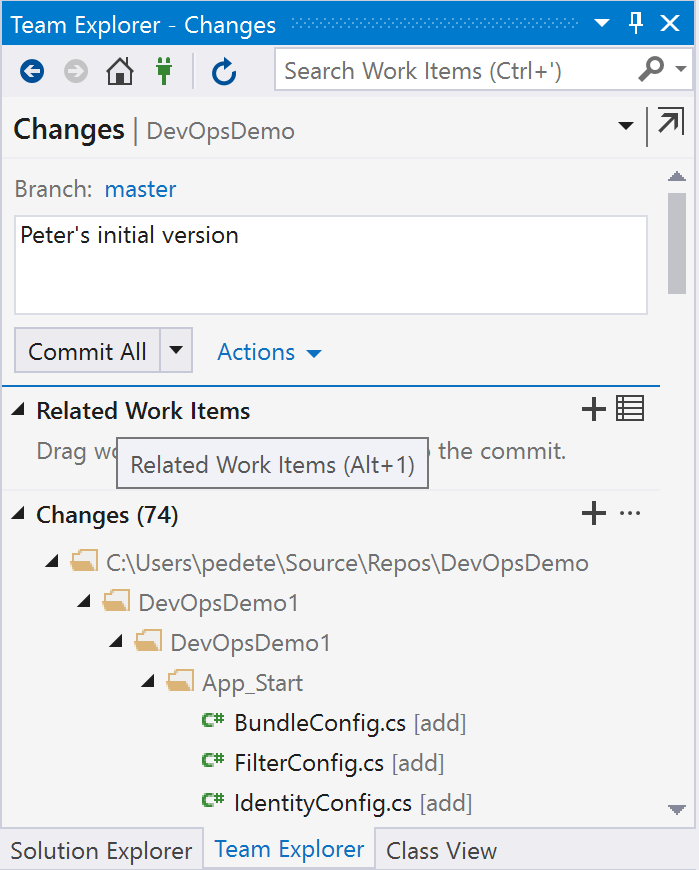 Team Explorer - Changes
Search Work Items (Ctrl+')
Changes | DevOpsDemo
Branch: master
Peter's initial version
Commit All Actions
Related Work Items
Drag the commit.
Related Work Items (Alt+1)
Changes (74)
C:\Users\pedete\Source\Repos\DevOpsDemo
DevOpsDemo1
DevOpsDemo1
App_Start
C# BundleConfig.cs [add]
C# FilterConfig.cs [add]
C# IdentityConfig.cs [add]
Solution Explorer Team Explorer Class View